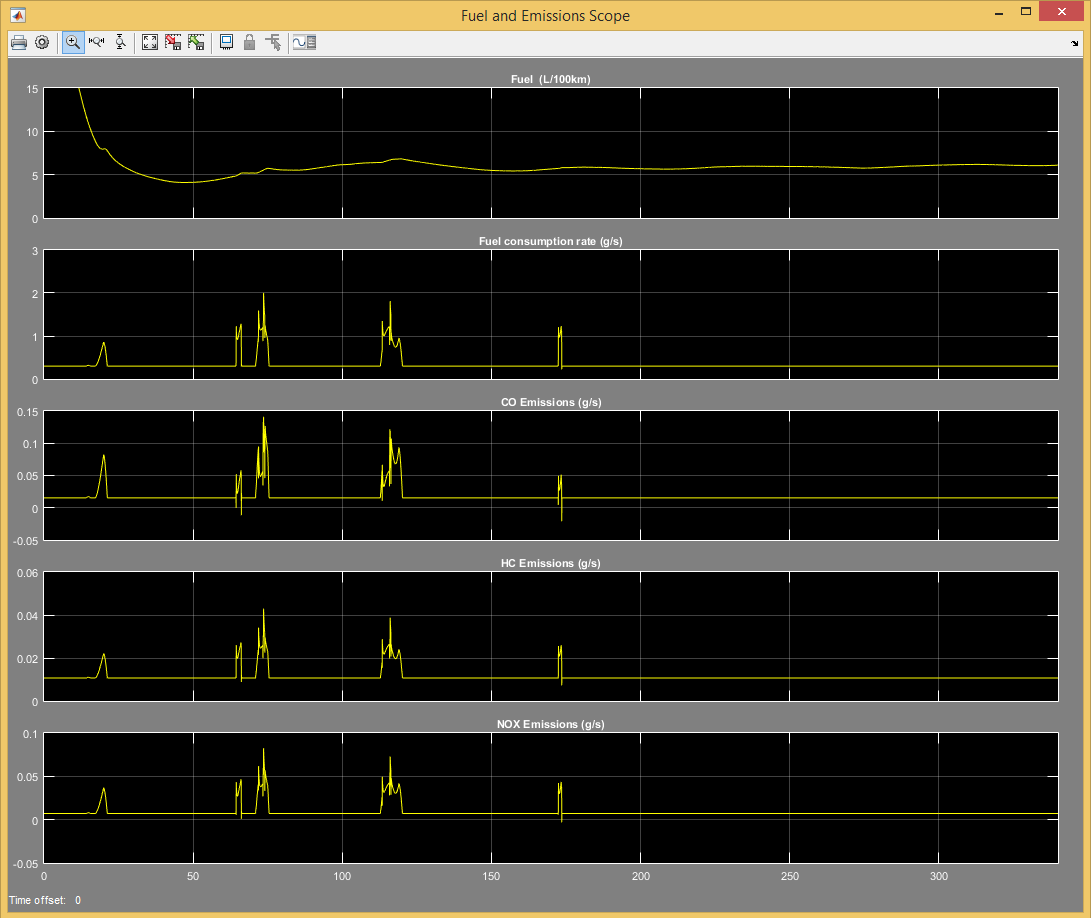 Fuel and Emissions Scope
Fuel (L/100km)
15
10
5
0
Fuel consumption rate (g/s)
3
2
1
0
CO Emissions (g/s)
0.15
0.1
0.05
0
-0.05
HC Emissions (g/s)
0.06
0.04
0.02
0
NOX Emissions (g/s)
0.1
0.05
0
-0.05
0 50 100 150 200 250 300
Time offset: 0